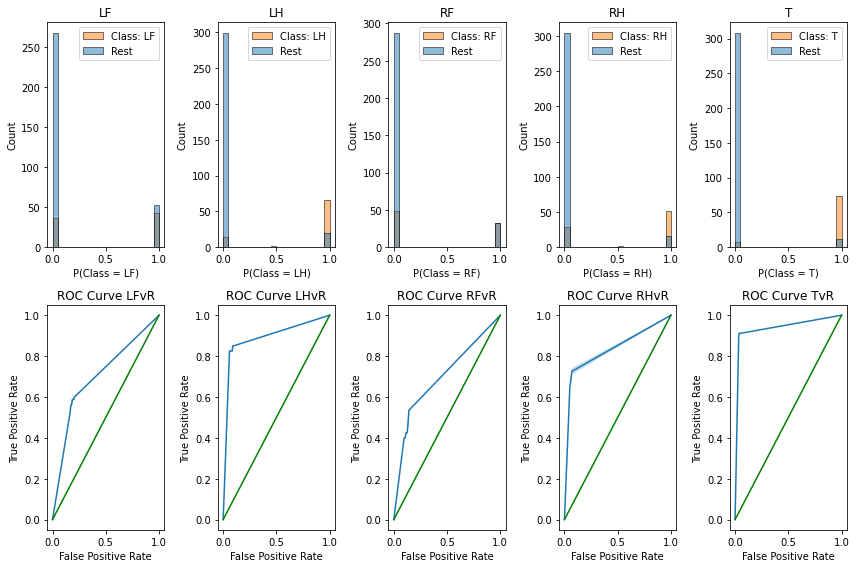 LF
Count
250
200
150
100
50
0
Class: LF
Rest
0.0
0.5
1.0
P(Class = LF)
LH
Count
300
250
200
150
100
50
0
Class: LH
Rest
0.0
0.5
1.0
P(Class = LH)
RF
Count
300
250
200
150
100
50
0
Class: RF
Rest
0.0
0.5
1.0
P(Class = RF)
RH
Count
300
250
200
150
100
50
0
Class: RH
Rest
0.0
0.5
1.0
P(Class = RH)
T
Count
300
250
200
150
100
50
0
Class: T
Rest
0.0
0.5
1.0
P(Class = T)
ROC Curve LFvR
True Positive Rate
1.0
0.8
0.6
0.4
0.2
0.0
0.0
0.5
1.0
False Positive Rate
ROC Curve LHvR
True Positive Rate
1.0
0.8
0.6
0.4
0.2
0.0
0.0
0.5
1.0
False Positive Rate
ROC Curve RFvR
True Positive Rate
1.0
0.8
0.6
0.4
0.2
0.0
0.0
0.5
1.0
False Positive Rate
ROC Curve RHvR
True Positive Rate
1.0
0.8
0.6
0.4
0.2
0.0
0.0
0.5
1.0
False Positive Rate
ROC Curve TvR
True Positive Rate
1.0
0.8
0.6
0.4
0.2
0.0
0.0
0.5
1.0
False Positive Rate